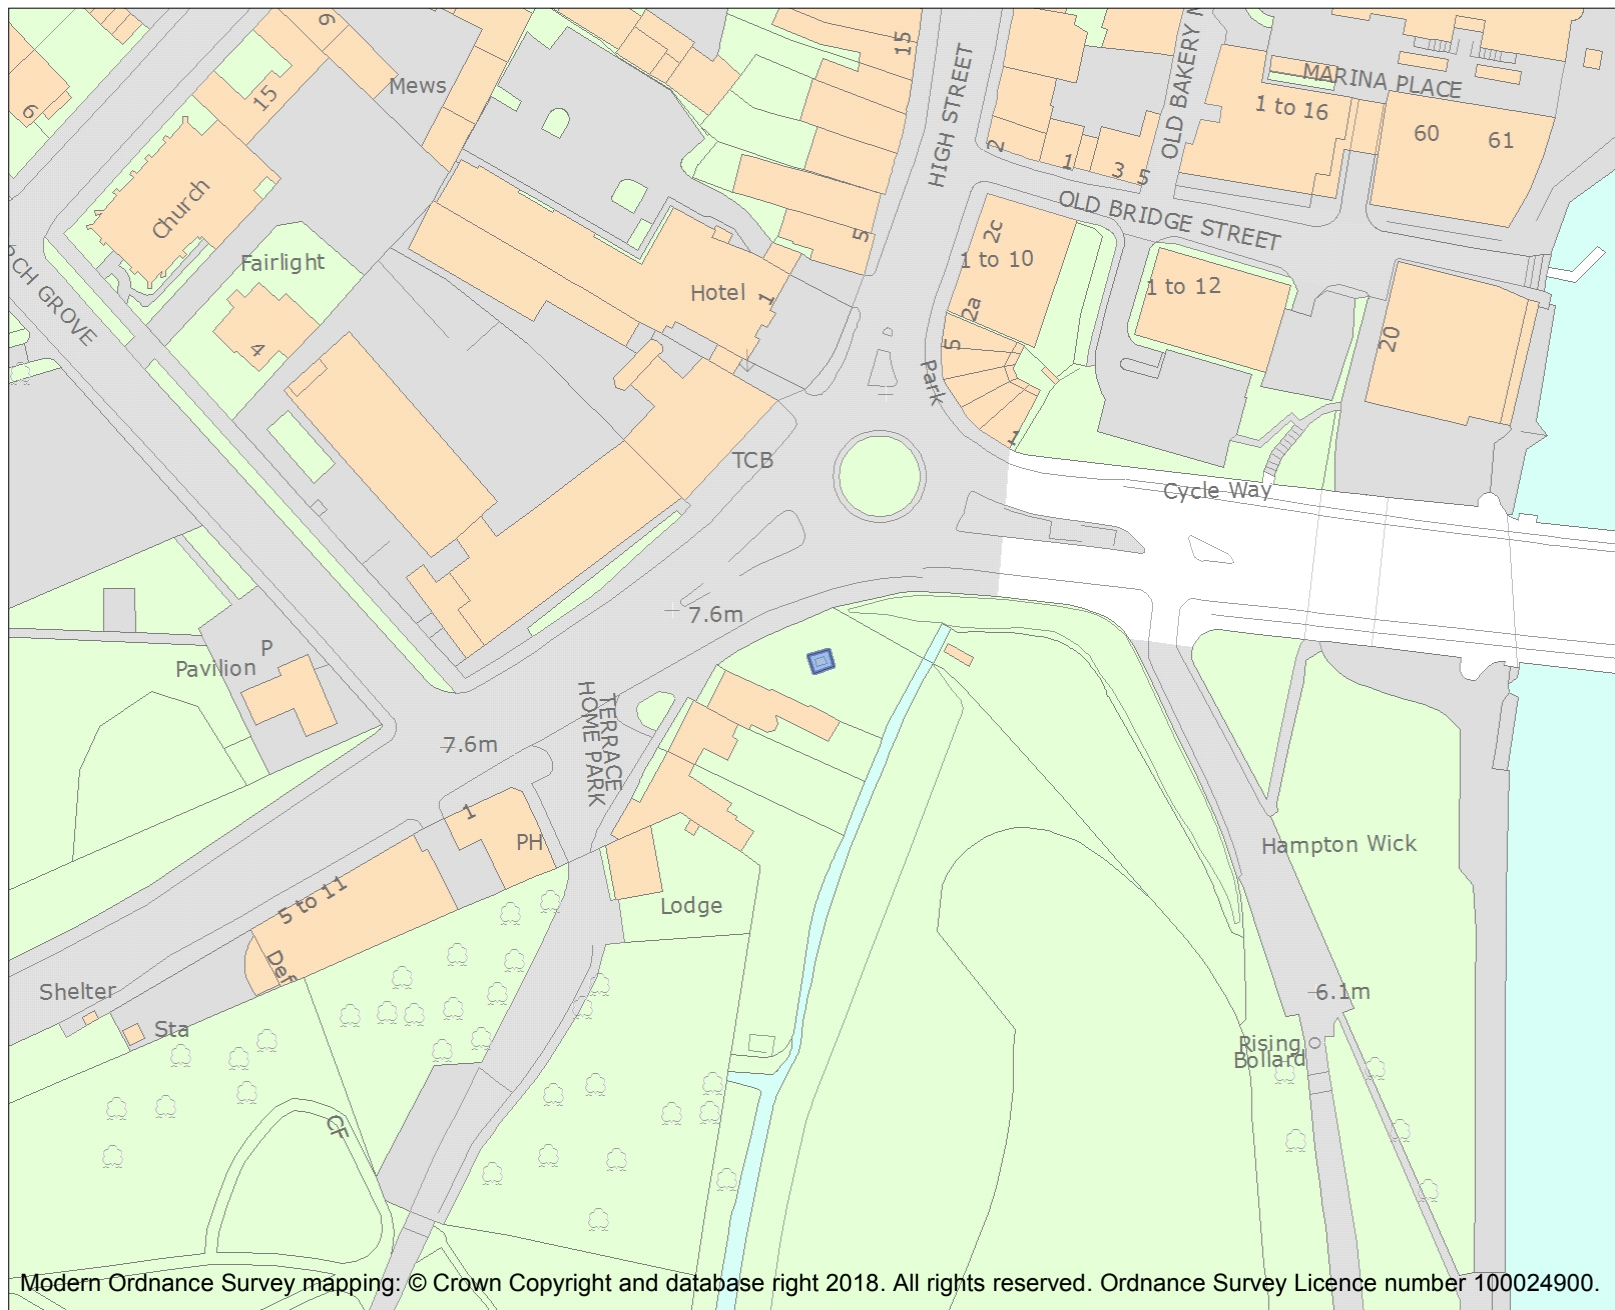 6
15
HIGH STREET
OLD BAKERY M
MARINA PLACE
Mews
15
1 to 16
60
61
6
2
1
3
5
Church
OLD BRIDGE STREET
2c
5
1 to 10
Fairlight
RCH GROVE
Hotel
1
1 to 12
2a
20
4
5
Park
1
TCB
Cycle Way
7.6m
P
Pavilion
HOME PARK
TERRACE
7.6m
1
PH
Hampton Wick
5 to 11
Lodge
Def
Shelter
Sta
6.1m
Rising
Bollard
CF
Modern Ordnance Survey mapping: © Crown Copyright and database right 2018. All rights reserved. Ordnance Survey Licence number 100024900.